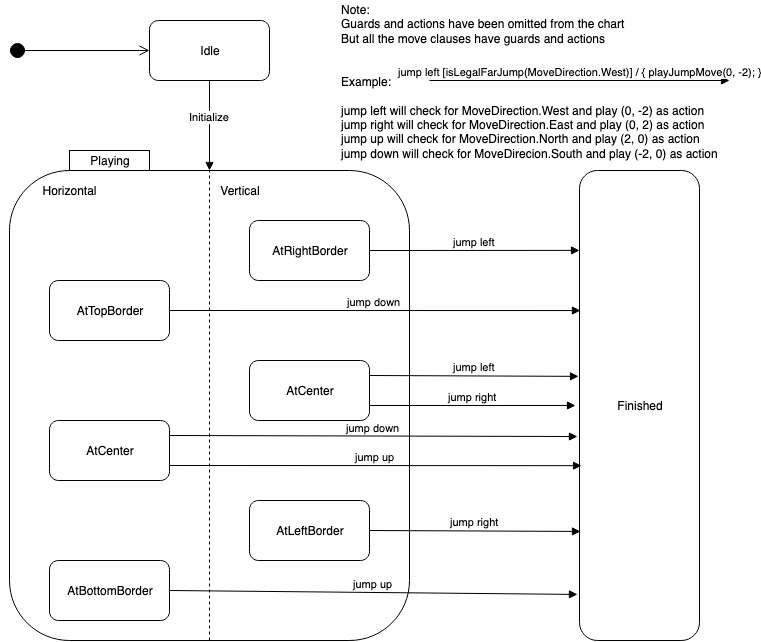 Note:
Guards and actions have been omitted from the chart
But all the move clauses have guards and actions
Idle
Example:
jump left [isLegalFarJump(MoveDirection.West)] / { playJumpMove(0, -2); }
Initialize
jump left will check for MoveDirection.West and play (0, -2) as action
jump right will check for MoveDirection.East and play (0, 2) as action
jump up will check for MoveDirection.North and play (2, 0) as action
jump down will check for MoveDirecion.South and play (-2, 0) as action
Playing
Horizontal
Vertical
AtRightBorder
jump left
AtTopBorder
jump down
AtCenter
jump left
jump right
Finished
AtCenter
jump down
jump up
AtLeftBorder
jump right
AtBottomBorder
jump up